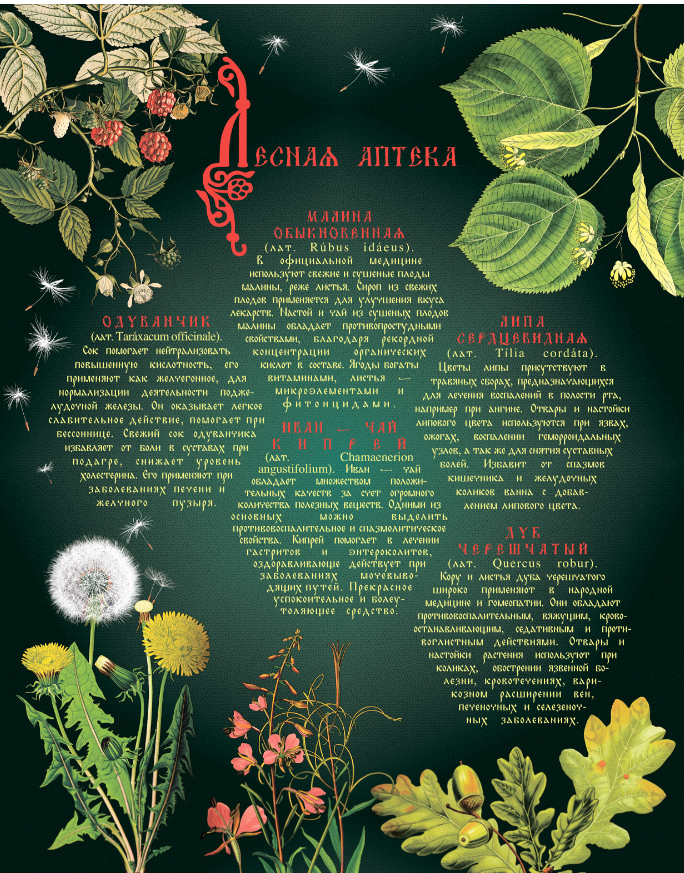 Лесная аптека
МАЛИНА
ОБЫКНОВЕННАЯ
(лат. Rúbus idáeus).
В официальной медицине
используют свежие и сушеные плоды
малины, реже листья. Сироп из свежих
плодов применяется для улучшения вкуса
лекарств. Настой и чай из сушеных плодов
малины обладает противопростудными
свойствами, благодаря рекордной
концентрации органических
кислот в составе. Ягоды богаты
витаминами, листья —
микроэлементами и
фитонцидами.
ОДУВАНЧИК
(лат. Taráxacum officinale).
Сок помогает нейтрализовать
повышенную кислотность, его
применяют как желчегонное, для
нормализации деятельности подже-
лудочной железы. Он оказывает легкое
слабительное действие, помогает при
бессоннице. Свежий сок одуванчика
избавляет от боли в суставах при
подагре, снижает уровень
холестерина. Его применяют при
заболеваниях печени и
желчного пузыря.
ИВАН — ЧАЙ
КИПРЕЙ
(лат. Chamaenerion
angustifolium). Иван — чай
обладает множеством положи-
тельных качеств за счет огромного
количества полезных веществ. Одними из
основных можно выделить
противовоспалительное и спазмолитическое
свойства. Кипрей помогает в лечении
гастритов и энтероколитов,
оздоравливающе действует при
заболеваниях мочевыво-
дящих путей. Прекрасное
успокоительное и болеу-
толяющее средство.
ЛИПА
СЕРДЦЕВИДНАЯ
(лат. Tilia cordáta).
Цветы липы присутствуют в
травяных сборах, предназначающихся
для лечения воспалений в полости рта,
например при ангине. Отвары и настойки
липового цвета используются при язвах,
ожогах, воспалении геморроидальных
узлов, а так же для снятия суставных
болей. Избавит от спазмов
кишечника и желудочных
коликов ванна с добав-
лением липового цвета.
ДУБ
ЧЕРЕШЧАТЫЙ
(лат. Quercus robur).
Кору и листья дуба черешчатого
широко применяют в народной
медицине и гомеопатии. Они обладают
противовоспалительным, вяжущим, крово-
останавливающим, седативным и проти-
воглистным действиями. Отвары и
настойки растения используют при
коликах, обострении язвенной бо-
лезни, кровотечениях, вари-
козном расширении вен,
печеночных и селезеноч-
ных заболеваниях.